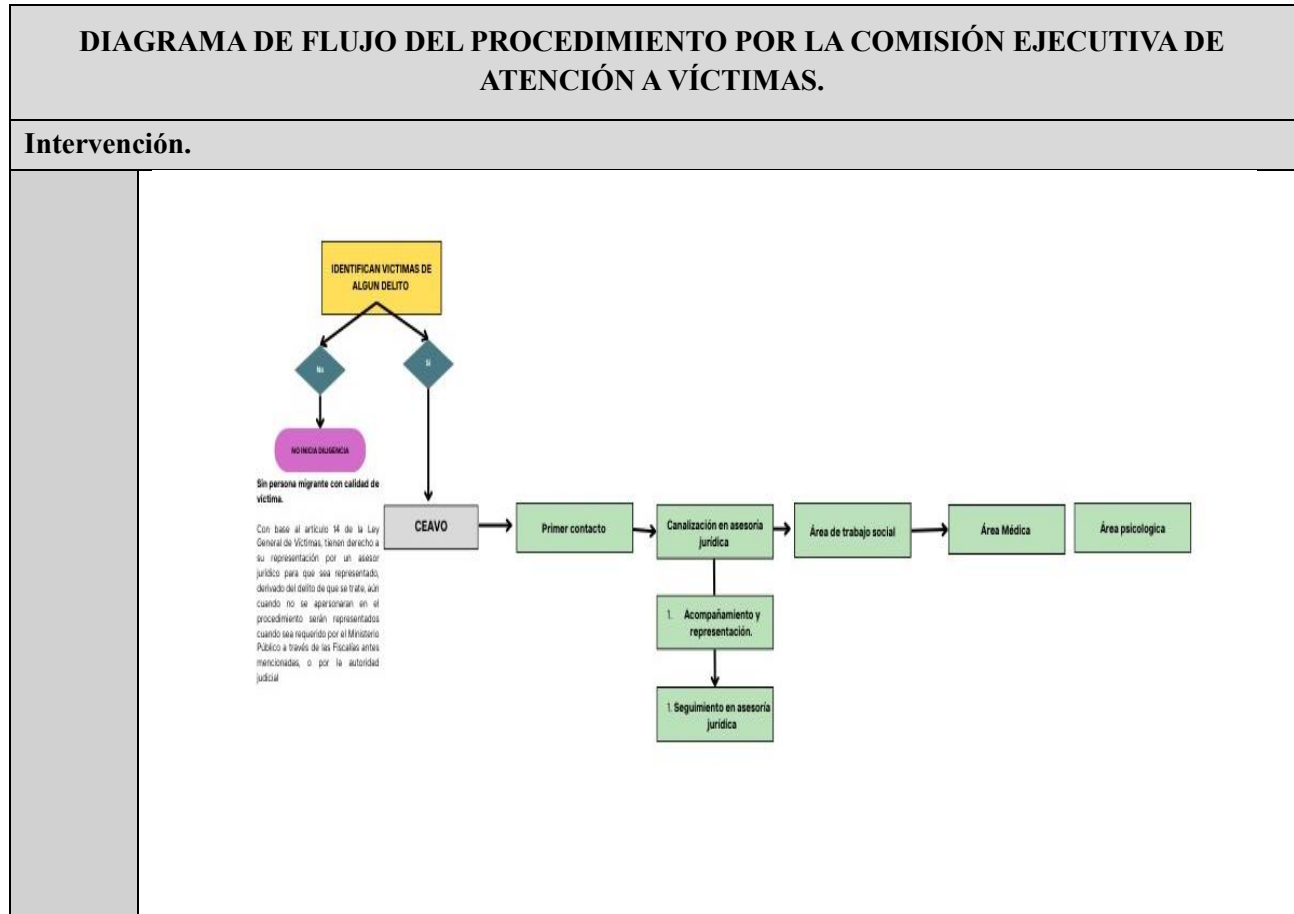 DIAGRAMA DE FLUJO DEL PROCEDIMIENTO POR LA COMISIÓN EJECUTIVA DE
ATENCIÓN A VÍCTIMAS.
Intervención.
IDENTIFICAN VICTIMAS DE
ALGUN DELITO
No
Sí
NO INICIA DILIGENCIA
Sin persona migrante con calidad de
víctima.
Con base al artículo 14 de la Ley
General de Víctimas, tienen derecho a
su representación por un asesor
jurídico para que sea representado,
derivado del delito de que se trate, aún
cuando no se apersonaran en el
procedimiento serán representados
cuando sea requerido por el Ministerio
Público a través de las Fiscalías antes
mencionadas, o por la autoridad
judicial
CEAVO
Primer contacto
Canalización en asesoría
jurídica
Área de trabajo social
Área Médica
Área psicologica
1. Acompañamiento y
representación.
1. Seguimiento en asesoría
jurídica